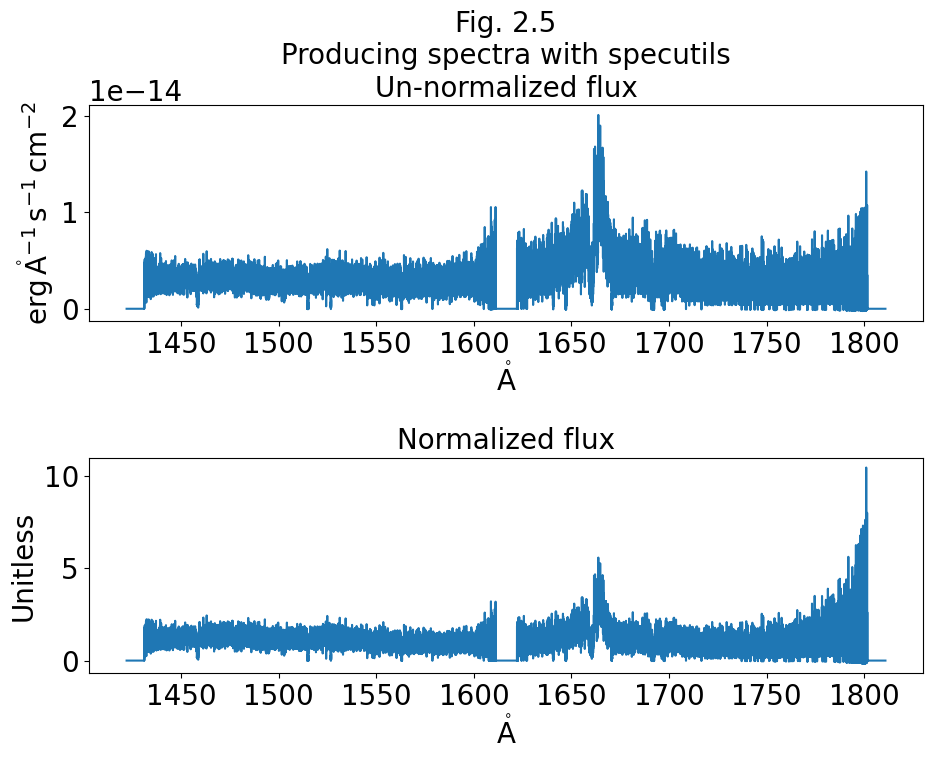 Fig. 2.5
Producing spectra with specutils
Un-normalized flux
1e−14
2
1
0
erg Å⁻¹ s⁻¹ cm⁻²
1450 1500 1550 1600 1650 1700 1750 1800
Å
Normalized flux
10
5
0
Unitless
1450 1500 1550 1600 1650 1700 1750 1800
Å